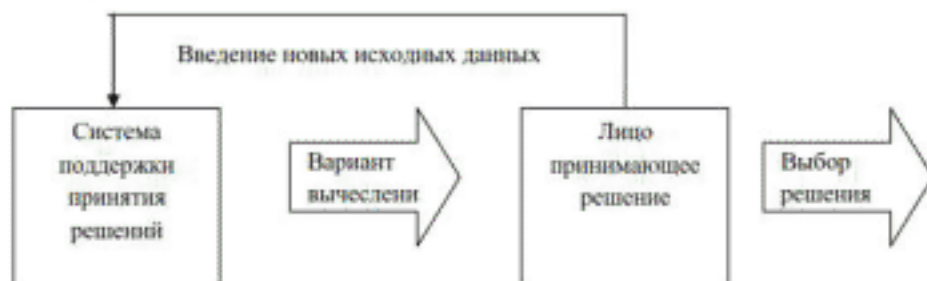 Введение новых исходных данных
Система
поддержки
принятия
решений
Вариант
вычеслени
Лицо
принимающее
решение
Выбор
решения